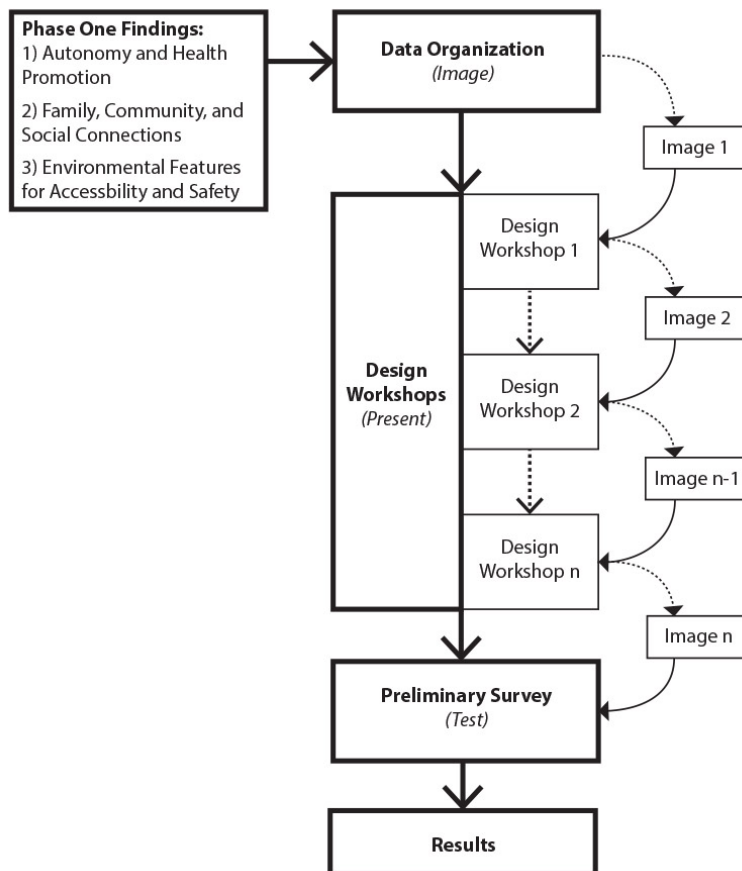 Phase One Findings:
1) Autonomy and Health
Promotion
2) Family, Community, and
Social Connections
3) Environmental Features
for Accessbility and Safety
Data Organization
(Image)
Image 1
Design
Workshop 1
Image 2
Design
Workshops
(Present)
Design
Workshop 2
Image n-1
Design
Workshop n
Image n
Preliminary Survey
(Test)
Results